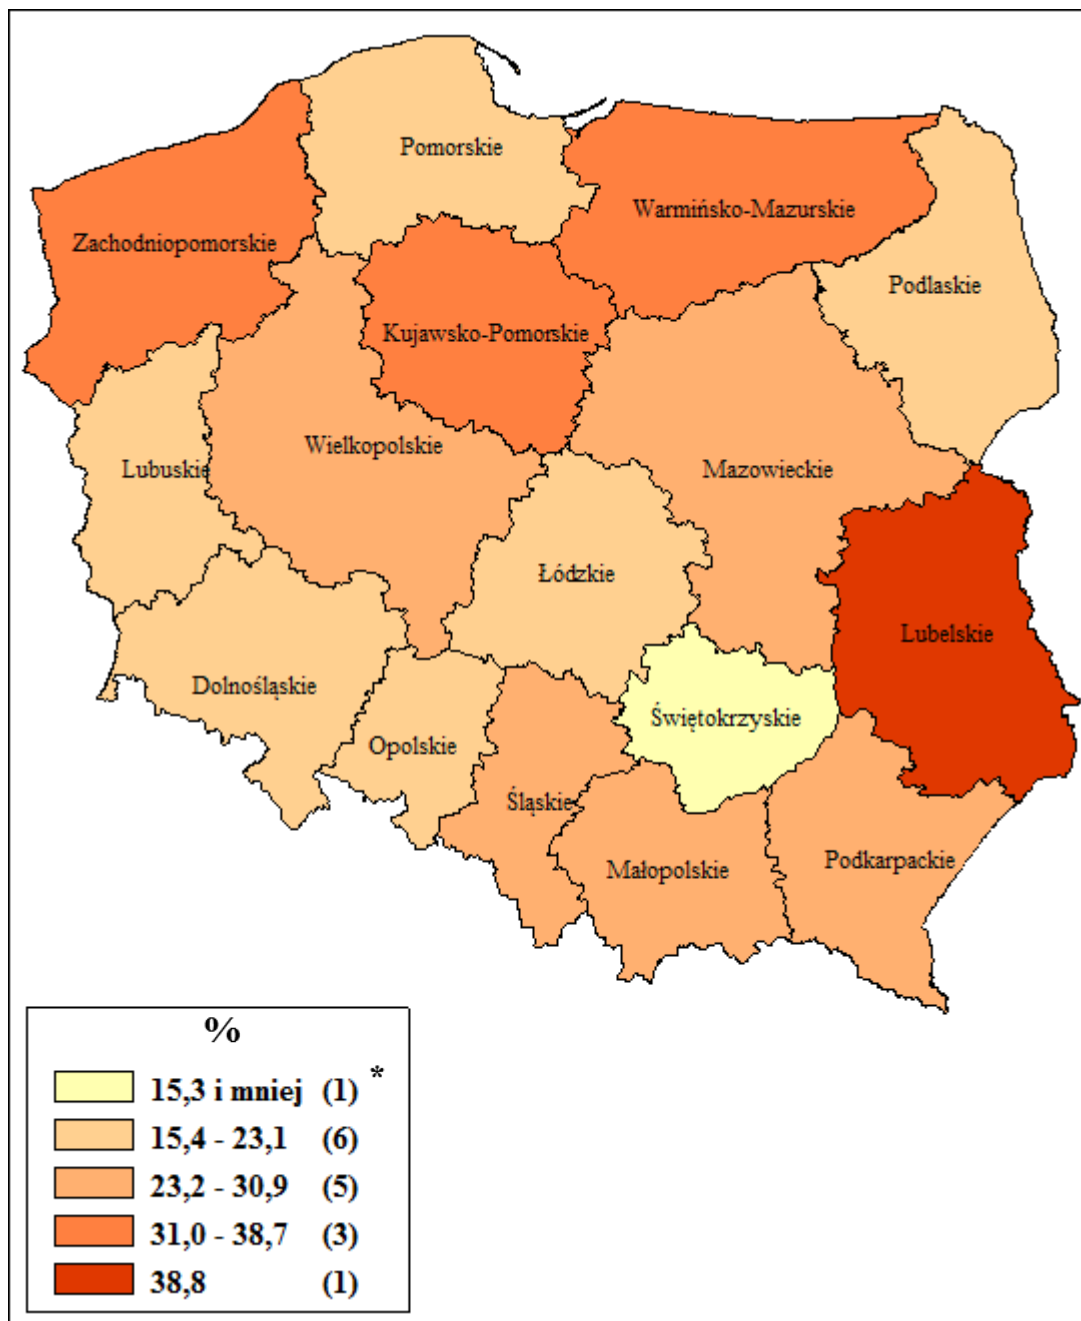 Pomorskie
Warmińsko-Mazurskie
Zachodniopomorskie
Podlaskie
Kujawsko-Pomorskie
Wielkopolskie
Lubuskie
Mazowieckie
Łódzkie
Lubelskie
Dolnośląskie
Świętokrzyskie
Opolskie
Śląskie
Podkarpackie
Małopolskie
%
15,3 i mniej (1) *
15,4 - 23,1 (6)
23,2 - 30,9 (5)
31,0 - 38,7 (3)
38,8 (1)